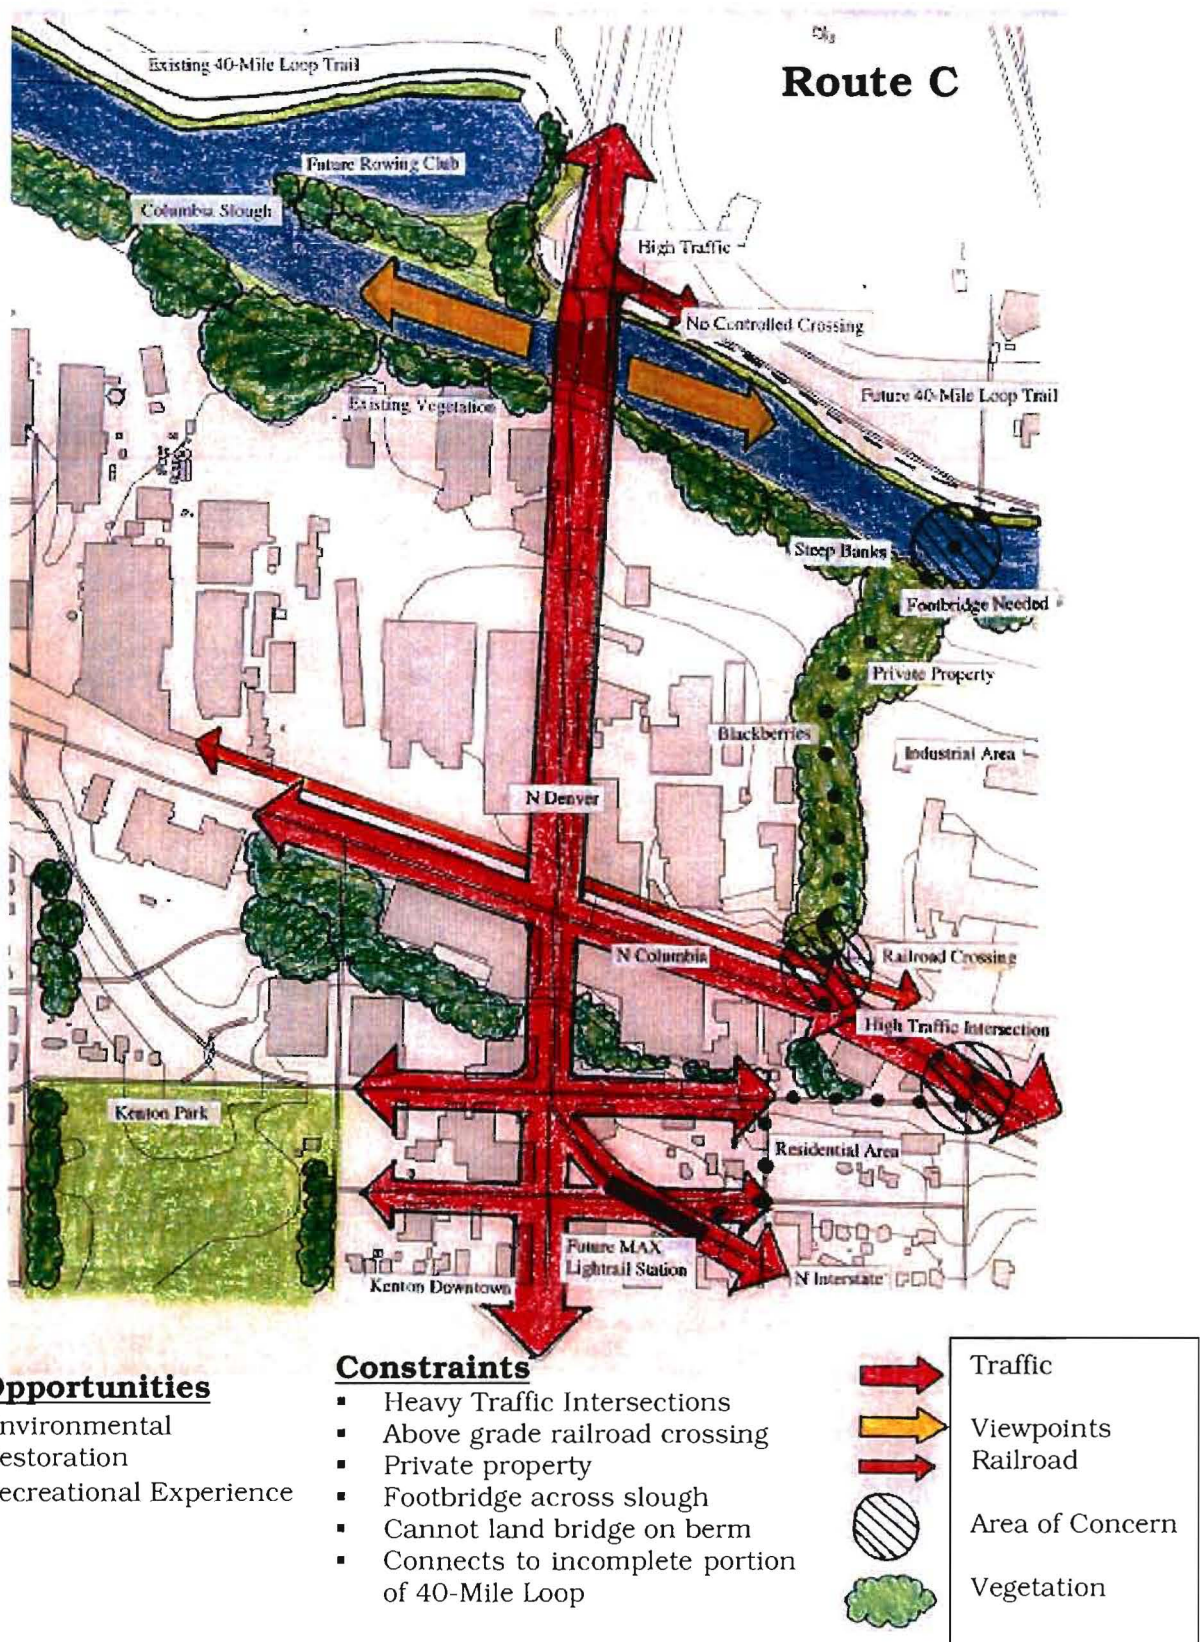 Route C
Existing 40-Mile Loop Trail
Future Rowing Club
Columbia Slough
High Traffic
No Controlled Crossing
Future 40-Mile Loop Trail
Existing Vegetation
Steep Banks
Footbridge Needed
Private Property
Blackberries
Industrial Area
N Denver
N Columbia
Railroad Crossing
High Traffic Intersection
Kenton Park
Residential Area
Future MAX
Lightrail Station
N Interstate
Kenton Downtown
pportunities
nvironmental
estoration
ecreational Experience
Constraints
▪ Heavy Traffic Intersections
▪ Above grade railroad crossing
▪ Private property
▪ Footbridge across slough
▪ Cannot land bridge on berm
▪ Connects to incomplete portion
of 40-Mile Loop
Traffic
Viewpoints
Railroad
Area of Concern
Vegetation